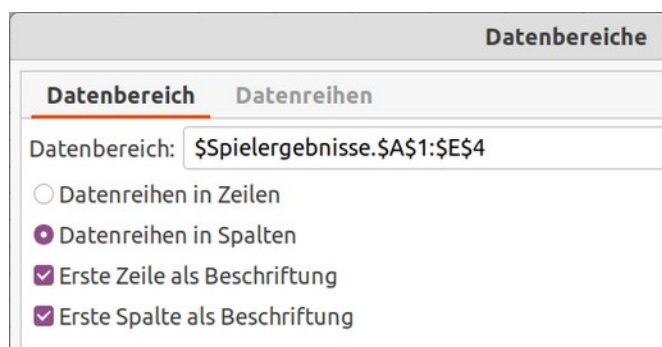 Datenbereiche
Datenbereich Datenreihen
Datenbereich: $Spielergebnisse.$A$1:$E$4
Datenreihen in Zeilen
Datenreihen in Spalten
Erste Zeile als Beschriftung
Erste Spalte als Beschriftung